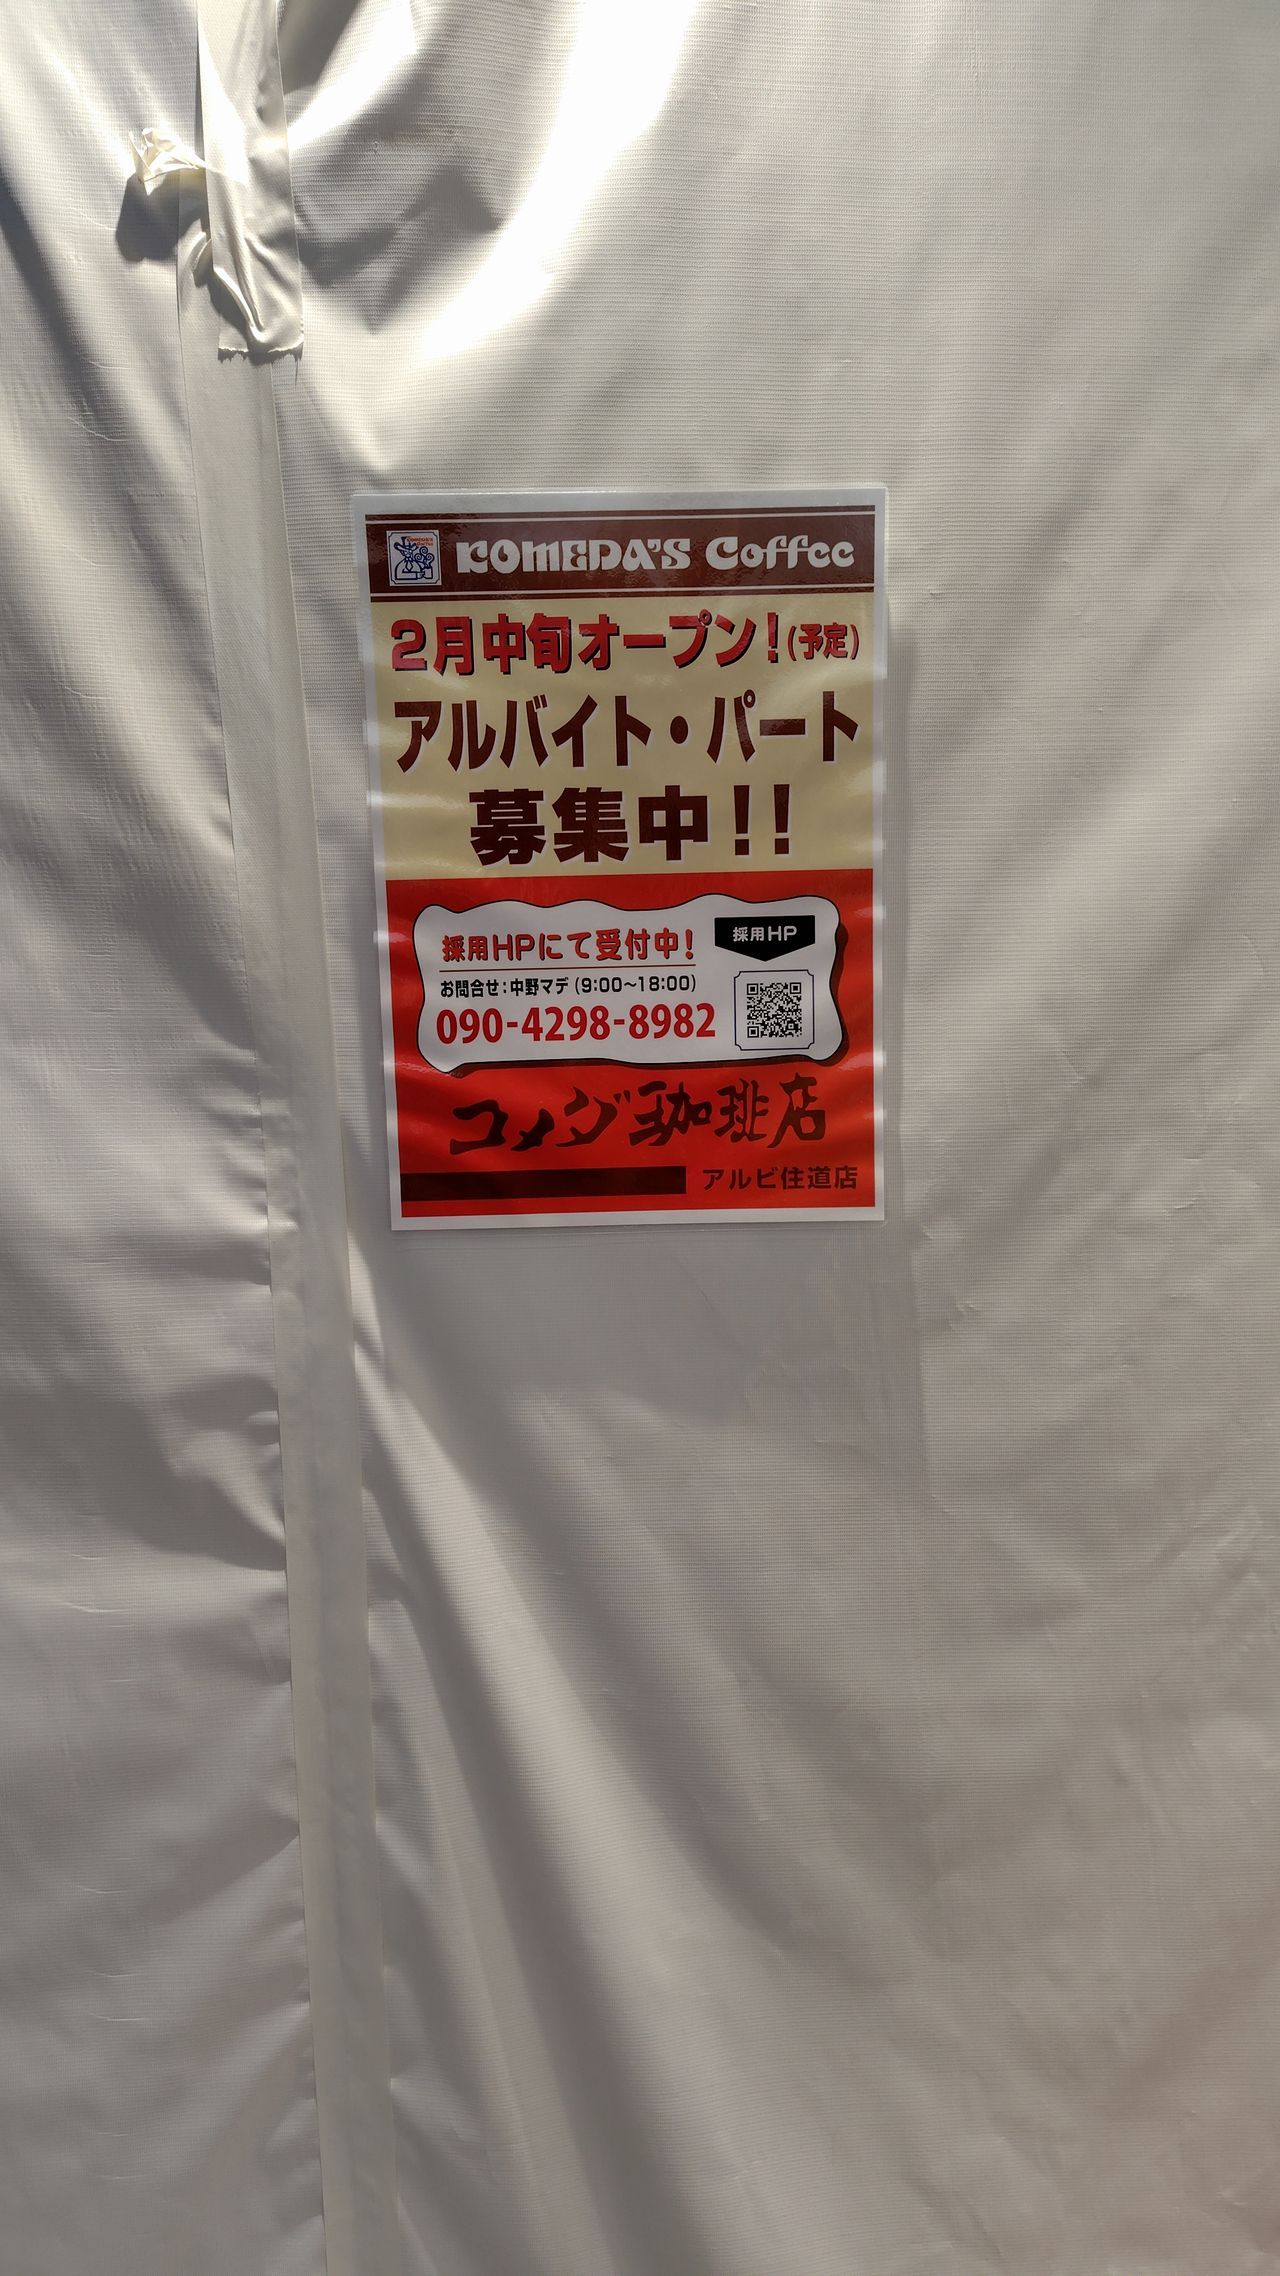 KOMEDA'S Coffee
2月中旬オープン!(予定)
アルバイト・パート
募集中!!
採用HPにて受付中!
採用HP
お問合せ:中野マデ(9:00～18:00)
090-4298-8982
コメダ珈琲店
アルビ住道店